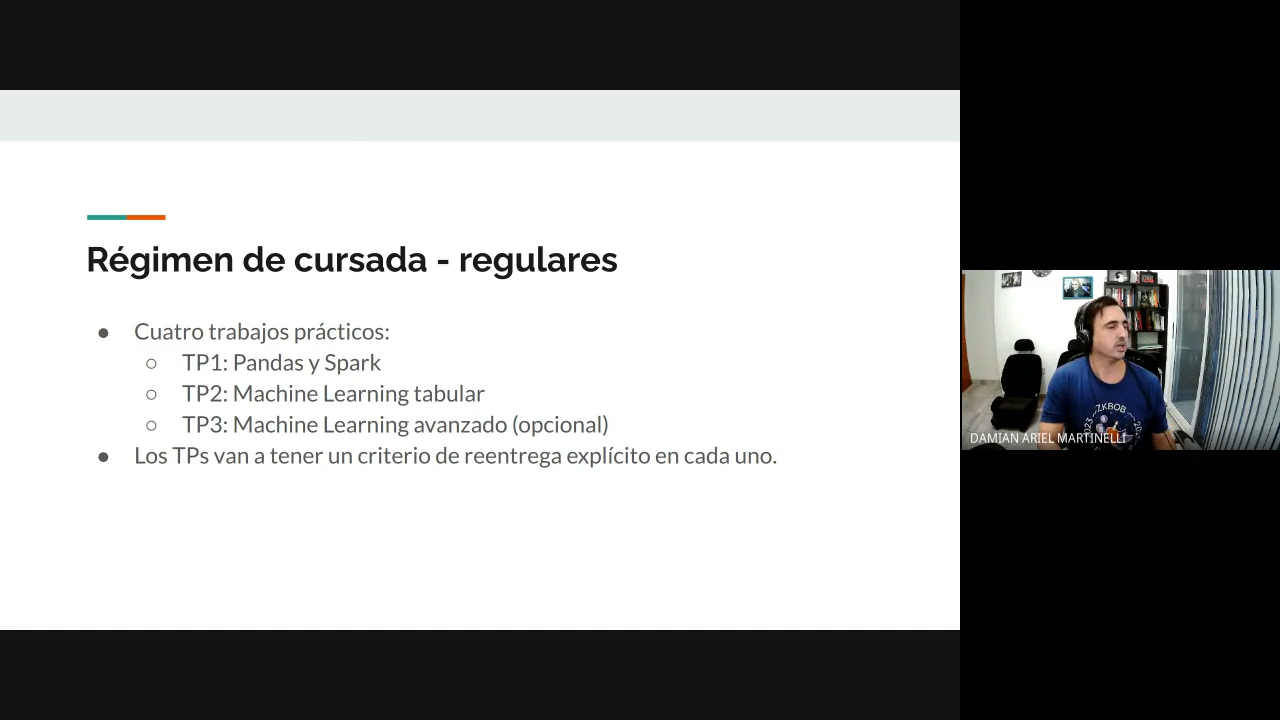 Régimen de cursada - regulares
● Cuatro trabajos prácticos:
○ TP1: Pandas y Spark
○ TP2: Machine Learning tabular
○ TP3: Machine Learning avanzado (opcional)
● Los TPs van a tener un criterio de reentrega explícito en cada uno.
DAMIAN ARIEL MARTINELLI
ZKBOB